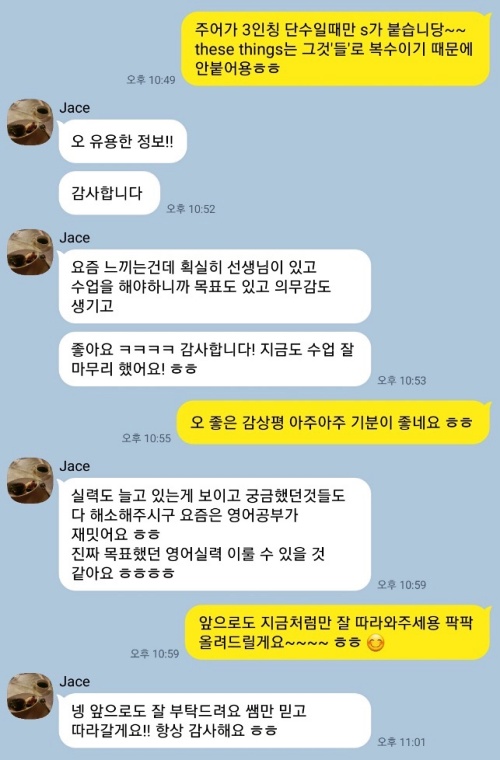 주어가 3인칭 단수일때만 s가 붙습니당~~
these things는 그것'들'로 복수이기 때문에
안붙어용ㅎㅎ
오후 10:49
Jace
오 유용한 정보!!
감사합니다
오후 10:52
Jace
요즘 느끼는건데 획실히 선생님이 있고
수업을 해야하니까 목표도 있고 의무감도
생기고
좋아요 ㅋㅋㅋㅋ 감사합니다! 지금도 수업 잘
마무리 했어요! ㅎㅎ
오후 10:53
오 좋은 감상평 아주아주 기분이 좋네요 ㅎㅎ
오후 10:55
Jace
실력도 늘고 있는게 보이고 궁금했던것들도
다 해소해주시구 요즘은 영어공부가
재밋어요 ㅎㅎ
진짜 목표했던 영어실력 이룰 수 있을 것
같아요 ㅎㅎㅎㅎ
오후 10:59
앞으로도 지금처럼만 잘 따라와주세용 팍팍
올려드릴게요~~~~ ㅎㅎ 😊
오후 10:59
Jace
넹 앞으로도 잘 부탁드려요 쌤만 믿고
따라갈게요!! 항상 감사해요 ㅎㅎ
오후 11:01